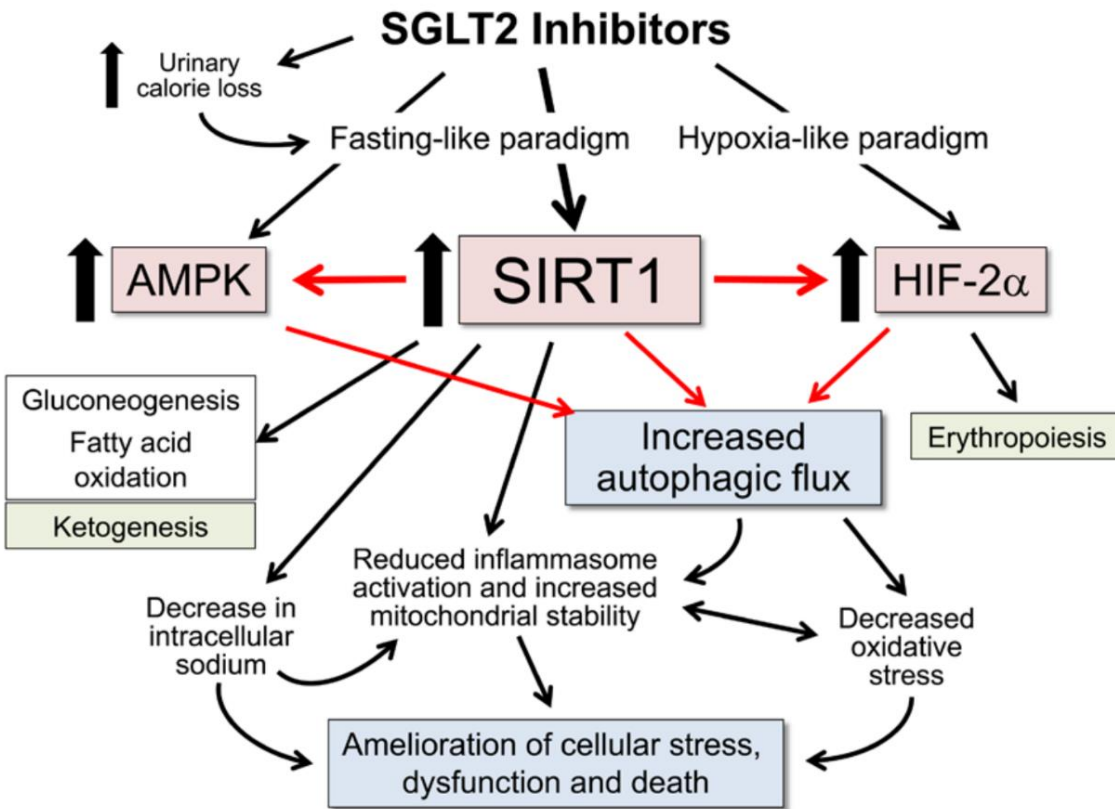 SGLT2 Inhibitors
Urinary
calorie loss
Fasting-like paradigm
Hypoxia-like paradigm
AMPK
SIRT1
HIF-2α
Gluconeogenesis
Fatty acid
oxidation
Ketogenesis
Increased
autophagic flux
Erythropoiesis
Reduced inflammasome
activation and increased
mitochondrial stability
Decrease in
intracellular
sodium
Decreased
oxidative
stress
Amelioration of cellular stress,
dysfunction and death